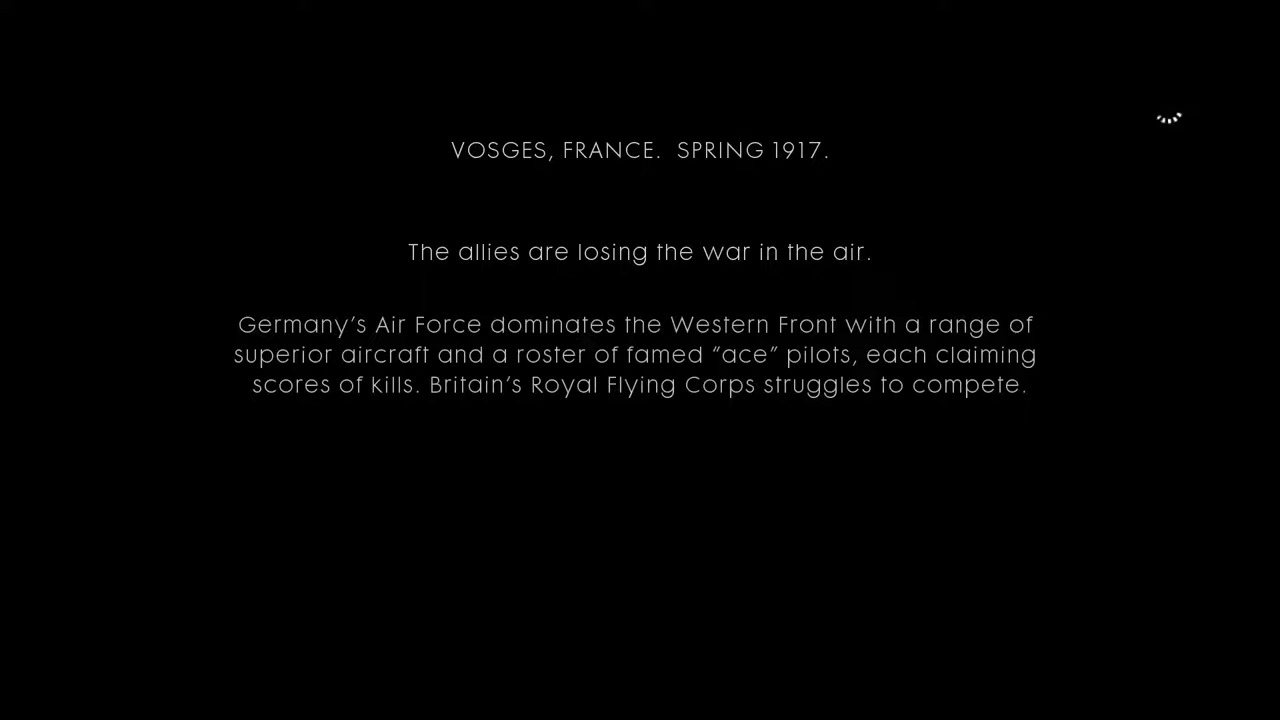 VOSGES, FRANCE. SPRING 1917.
The allies are losing the war in the air.
Germany’s Air Force dominates the Western Front with a range of
superior aircraft and a roster of famed “ace” pilots, each claiming
scores of kills. Britain’s Royal Flying Corps struggles to compete.